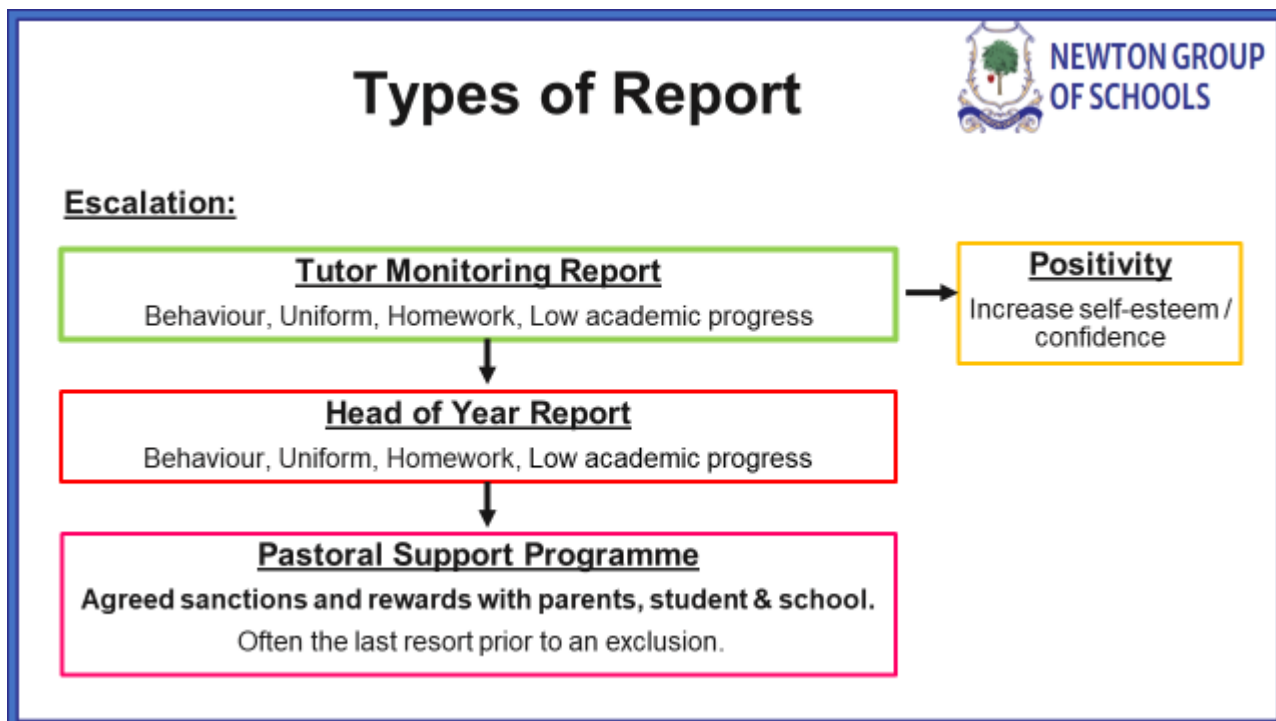 Types of Report
NEWTON GROUP
OF SCHOOLS
Escalation:
Tutor Monitoring Report
Behaviour, Uniform, Homework, Low academic progress
Positivity
Increase self-esteem /
confidence
Head of Year Report
Behaviour, Uniform, Homework, Low academic progress
Pastoral Support Programme
Agreed sanctions and rewards with parents, student & school.
Often the last resort prior to an exclusion.